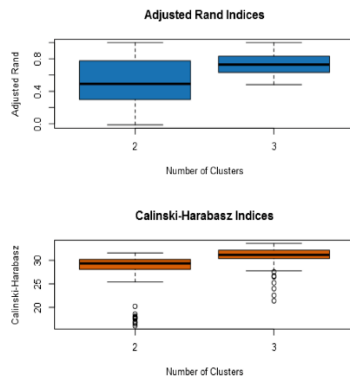 Adjusted Rand Indices
Adjusted Rand
0.0 0.4 0.8
2 3
Number of Clusters
Calinski-Harabasz Indices
Calinski-Harabasz
20 25 30
2 3
Number of Clusters